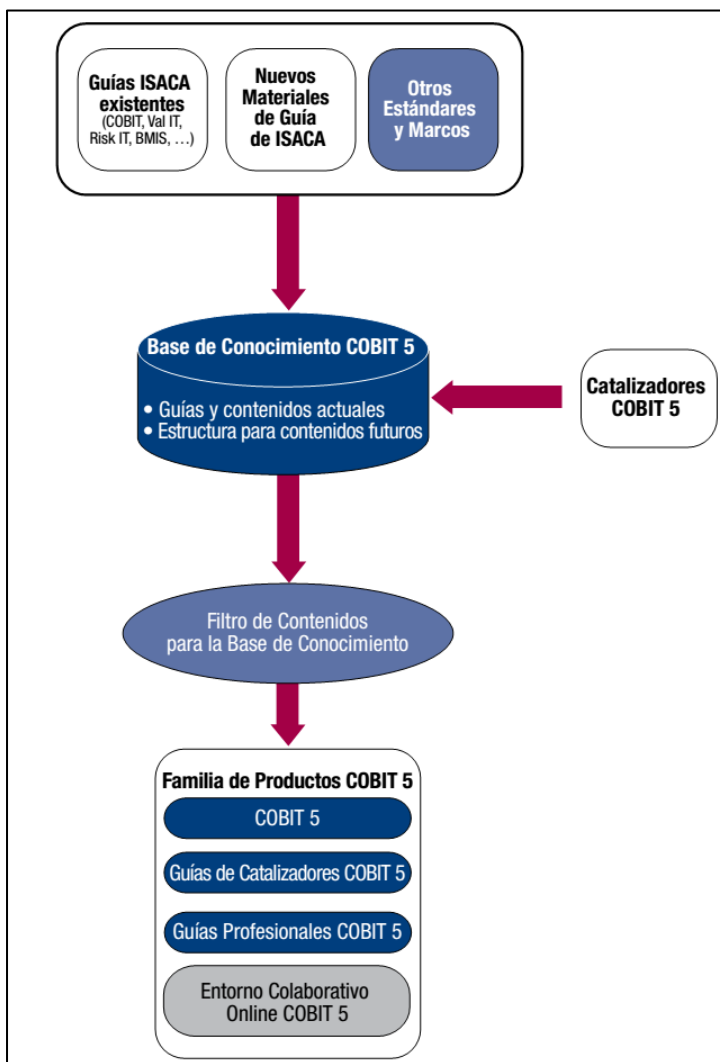 Guías ISACA
existentes
(COBIT, Val IT,
Risk IT, BMIS, ...)
Nuevos
Materiales
de Guía
de ISACA
Otros
Estándares
y Marcos
Base de Conocimiento COBIT 5
• Guías y contenidos actuales
• Estructura para contenidos futuros
Catalizadores
COBIT 5
Filtro de Contenidos
para la Base de Conocimiento
Familia de Productos COBIT 5
COBIT 5
Guías de Catalizadores COBIT 5
Guías Profesionales COBIT 5
Entorno Colaborativo
Online COBIT 5